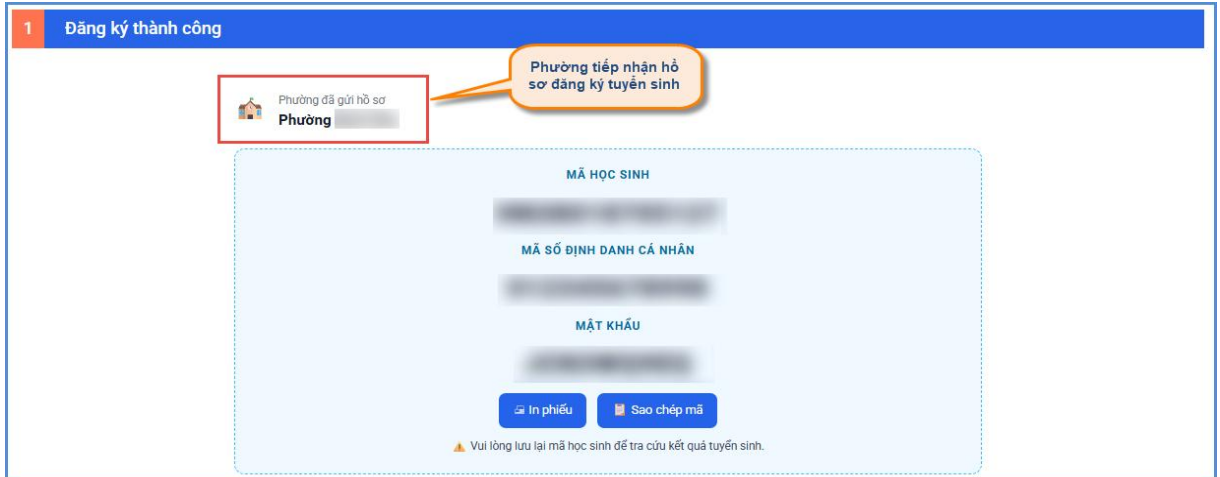 1 Đăng ký thành công
Phường tiếp nhận hồ
sơ đăng ký tuyển sinh
Phường đã gửi hồ sơ
Phường
MÃ HỌC SINH
MÃ SỐ ĐỊNH DANH CÁ NHÂN
MẬT KHẨU
In phiếu
Sao chép mã
Vui lòng lưu lại mã học sinh để tra cứu kết quả tuyển sinh.